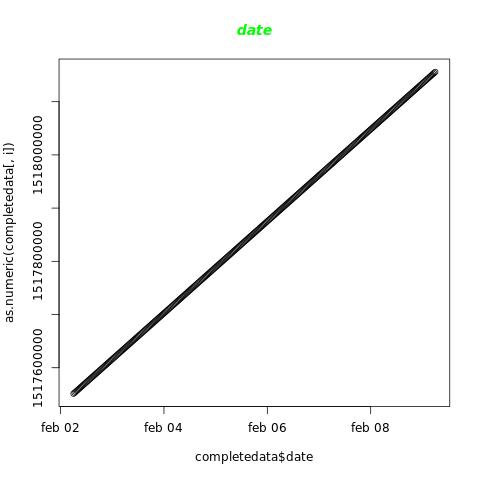 date
as.numeric(completedata[, i])
1518000000
1517800000
1517600000
feb 02
feb 04
feb 06
feb 08
completedata$date